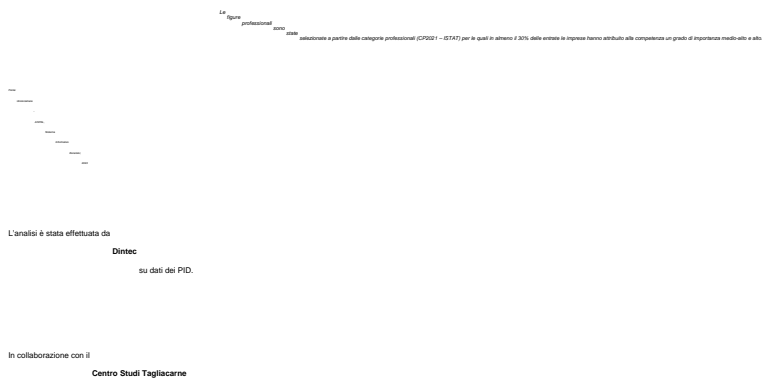 Le
figure
professionali
sono
state
selezionate a partire dalle categorie professionali (CP2021 – ISTAT) per le quali in almeno il 30% delle entrate le imprese hanno attribuito alla competenza un grado di importanza medio-alto e alto.
L'analisi è stata effettuata da
Dintec
su dati dei PID.
In collaborazione con il
Centro Studi Tagliacarne